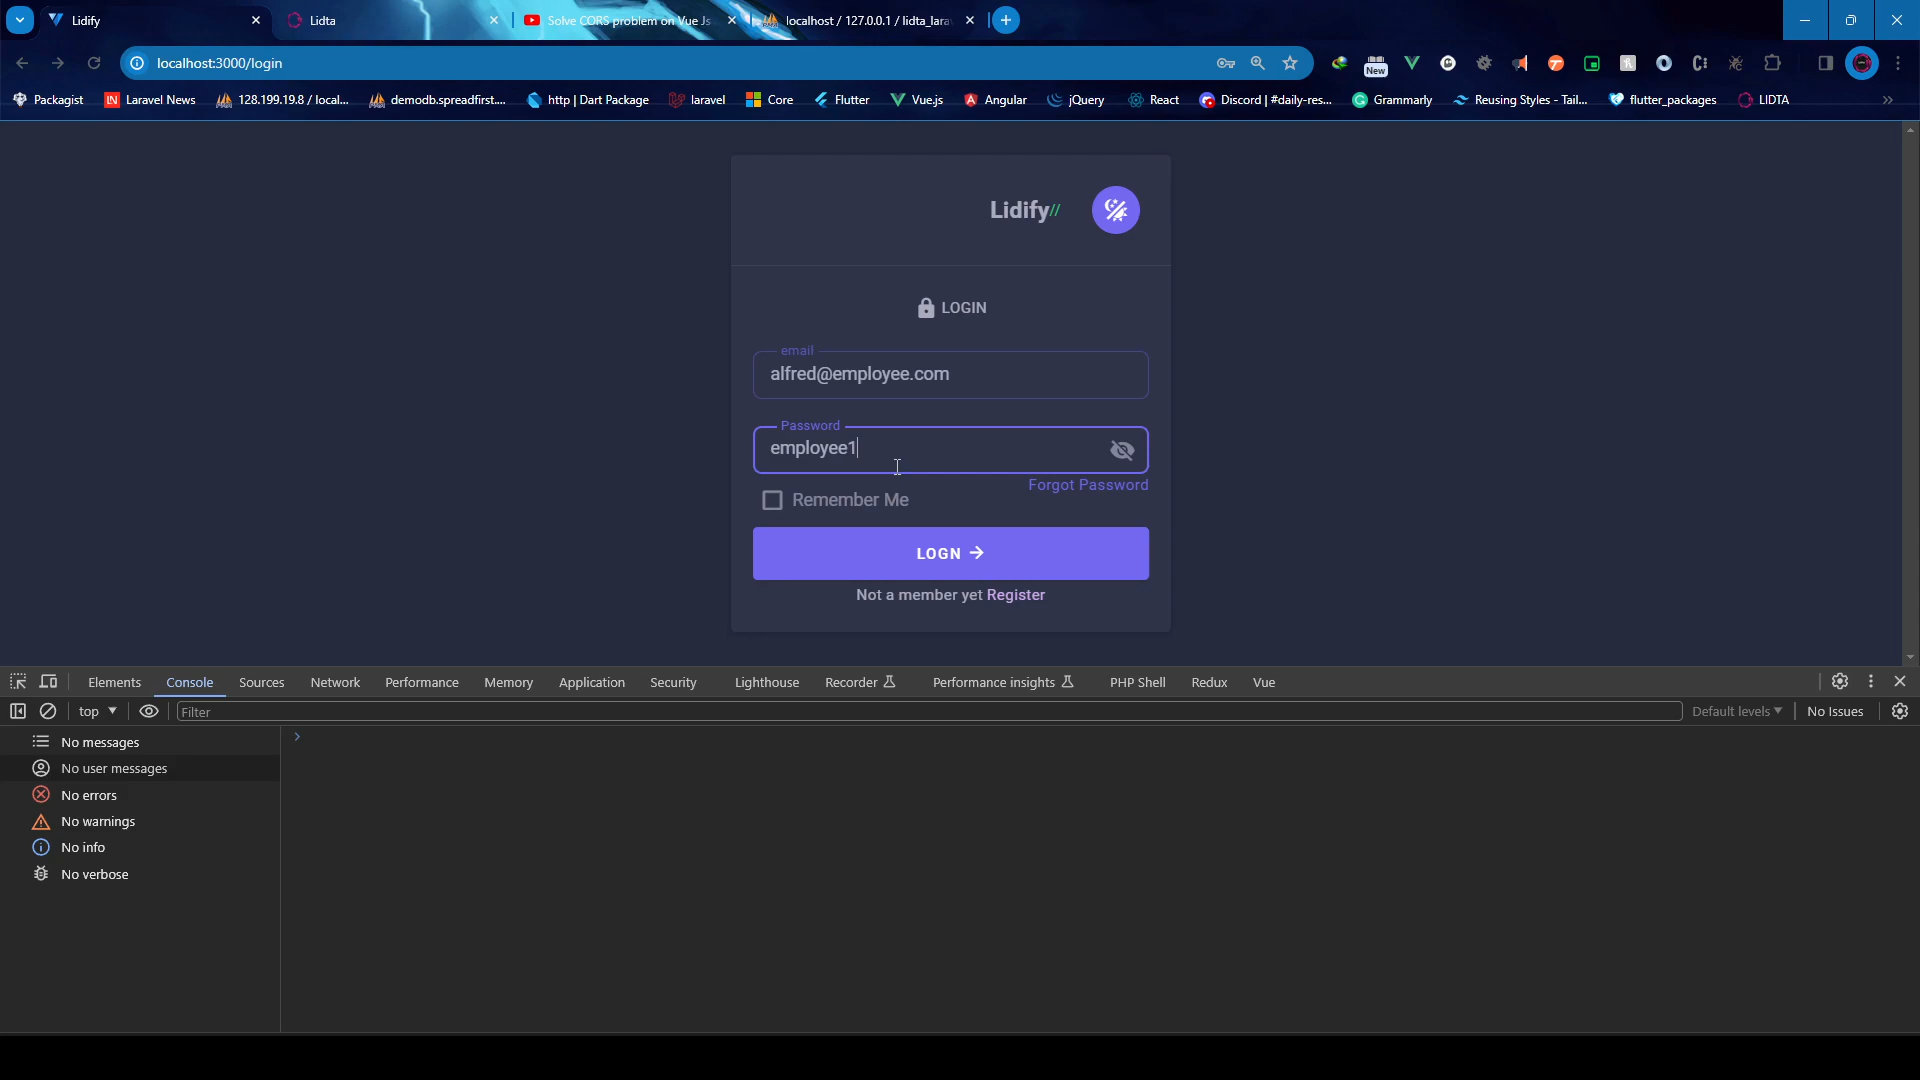 Lidify
Lidta
Solve CORS problem on Vue Js
localhost / 127.0.0.1 / lidta_lara
localhost:3000/login
New
Packagist
IN Laravel News
128.199.19.8 / local...
demodb.spreadfirst....
http | Dart Package
laravel
Core
Flutter
Vue.js
Angular
jQuery
React
Discord | #daily-res...
Grammarly
Reusing Styles - Tail...
flutter_packages
LIDTA
»
Lidify//
LOGIN
email
alfred@employee.com
Password
employee1
Forgot Password
Remember Me
LOGN →
Not a member yet Register
Elements
Console
Sources
Network
Performance
Memory
Application
Security
Lighthouse
Recorder
Performance insights
PHP Shell
Redux
Vue
top
Filter
Default levels
No Issues
No messages
No user messages
No errors
No warnings
No info
No verbose